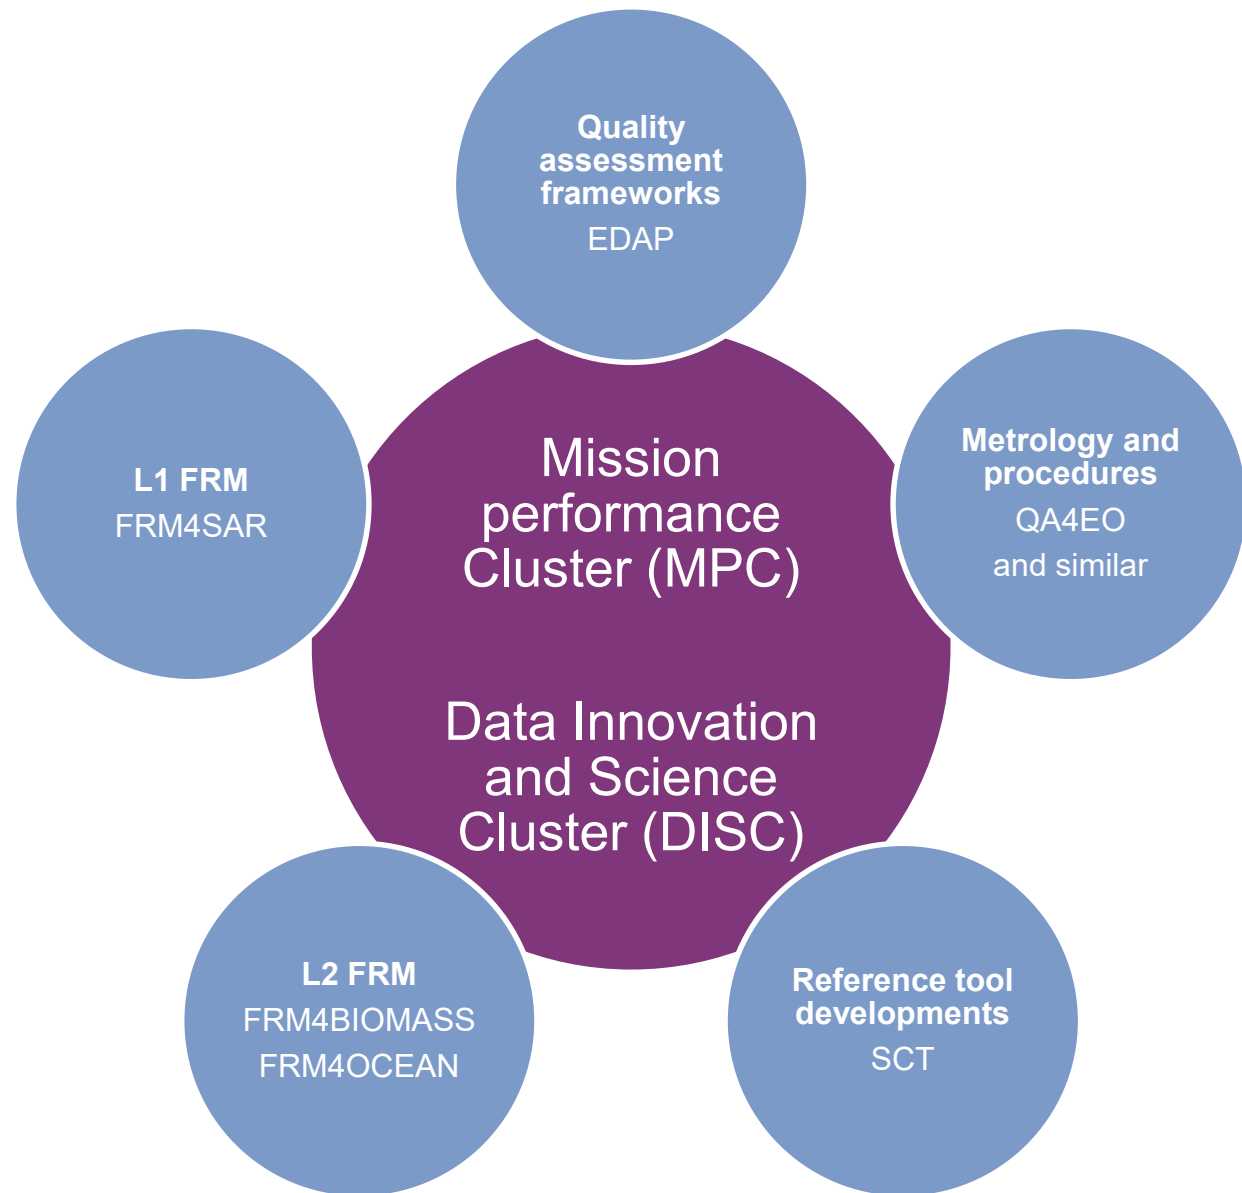 Quality
assessment
frameworks
EDAP
Metrology and
procedures
QA4EO
and similar
L1 FRM
FRM4SAR
Mission
performance
Cluster (MPC)
Data Innovation
and Science
Cluster (DISC)
L2 FRM
FRM4BIOMASS
FRM4OCEAN
Reference tool
developments
SCT